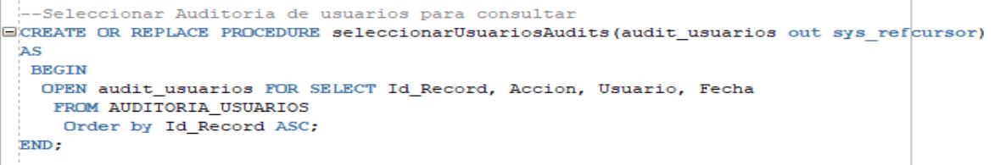 --Seleccionar Auditoria de usuarios para consultar
CREATE OR REPLACE PROCEDURE seleccionarUsuariosAudits(audit_usuarios out sys_refcursor)
AS
BEGIN
OPEN audit_usuarios FOR SELECT Id_Record, Accion, Usuario, Fecha
FROM AUDITORIA_USUARIOS
Order by Id_Record ASC;
END;